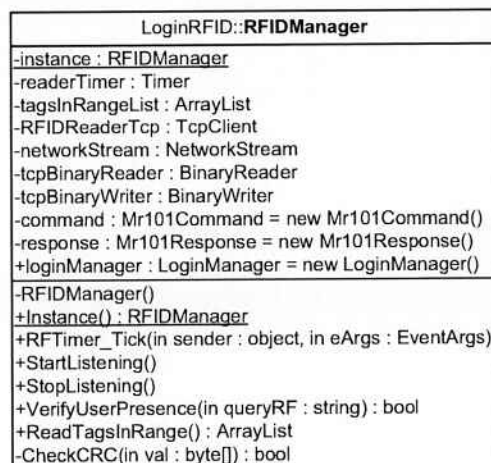 LoginRFID::RFIDManager
-instance : RFIDManager
-readerTimer : Timer
-tagsInRangeList : ArrayList
-RFIDReaderTcp : TcpClient
-networkStream : NetworkStream
-tcpBinaryReader : BinaryReader
-tcpBinaryWriter : BinaryWriter
-command : Mr101Command = new Mr101Command()
-response : Mr101Response = new Mr101Response()
+loginManager : LoginManager = new LoginManager()
-RFIDManager()
+Instance() : RFIDManager
+RFTimer_Tick(in sender : object, in eArgs : EventArgs)
+StartListening()
+StopListening()
+VerifyUserPresence(in queryRF : string) : bool
+ReadTagsInRange() : ArrayList
-CheckCRC(in val : byte[]) : bool